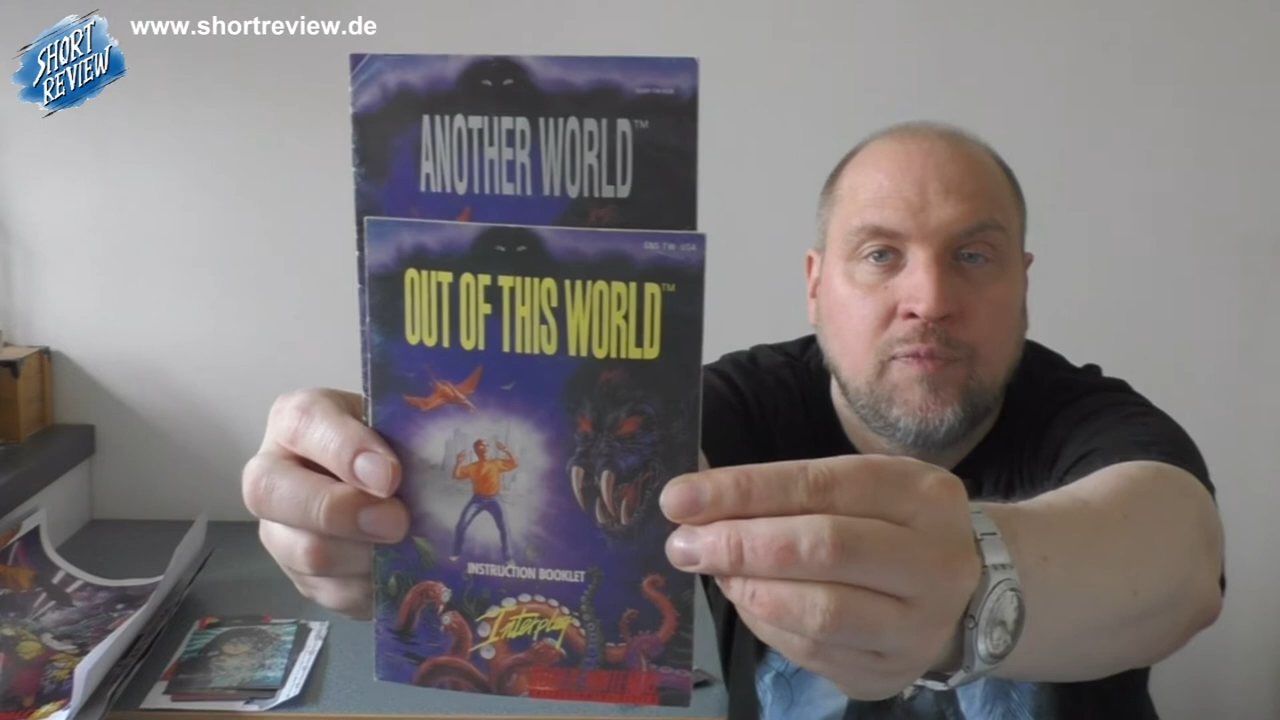 www.shortreview.de
SHORT
REVIEW
ANOTHER WORLD™
SNS-TW-USA
OUT OF THIS WORLD™
INSTRUCTION BOOKLET
Interplay